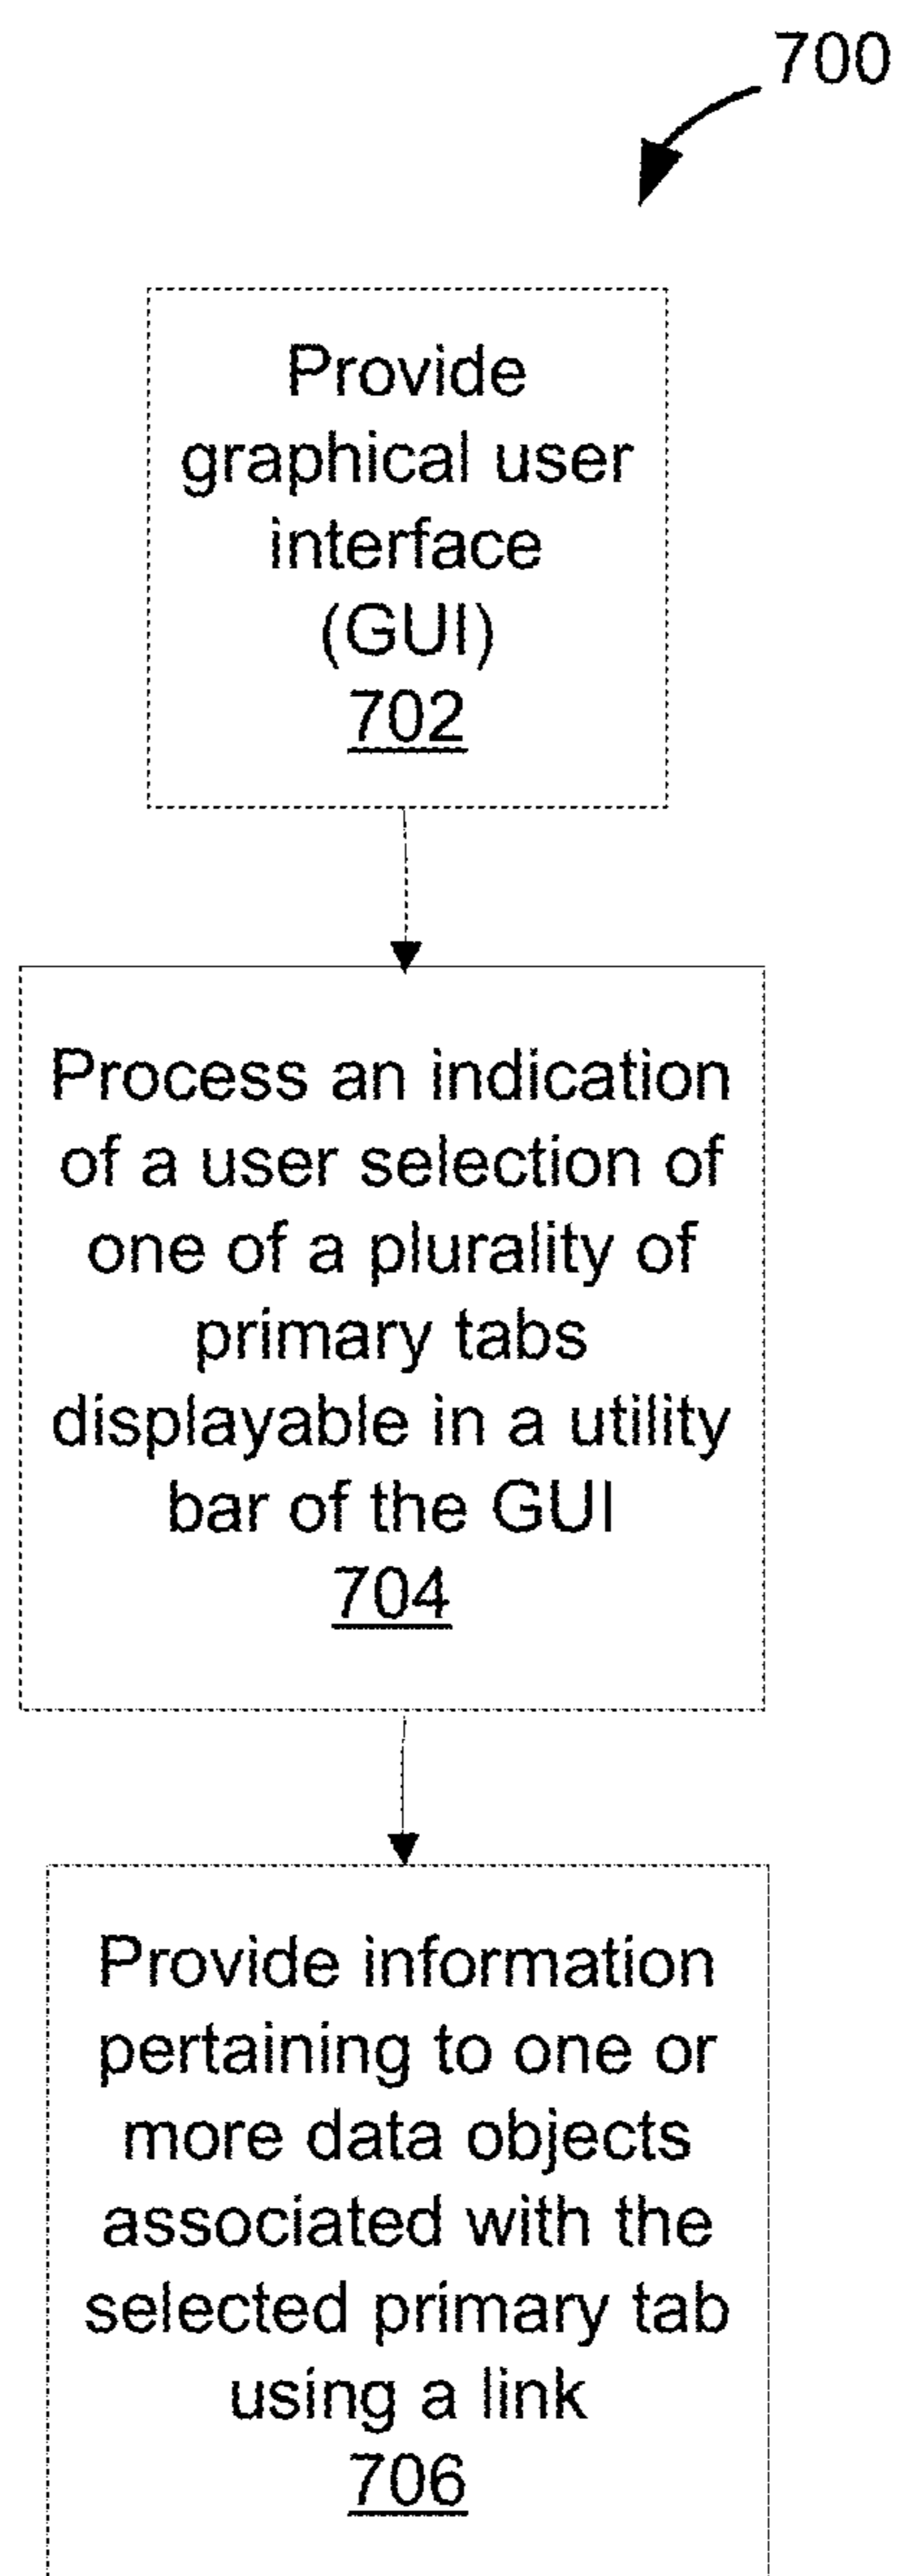 700
Provide
graphical user
interface
(GUI)
702
Process an indication
of a user selection of
one of a plurality of
primary tabs
displayable in a utility
bar of the GUI
704
Provide information
pertaining to one or
more data objects
associated with the
selected primary tab
using a link
706